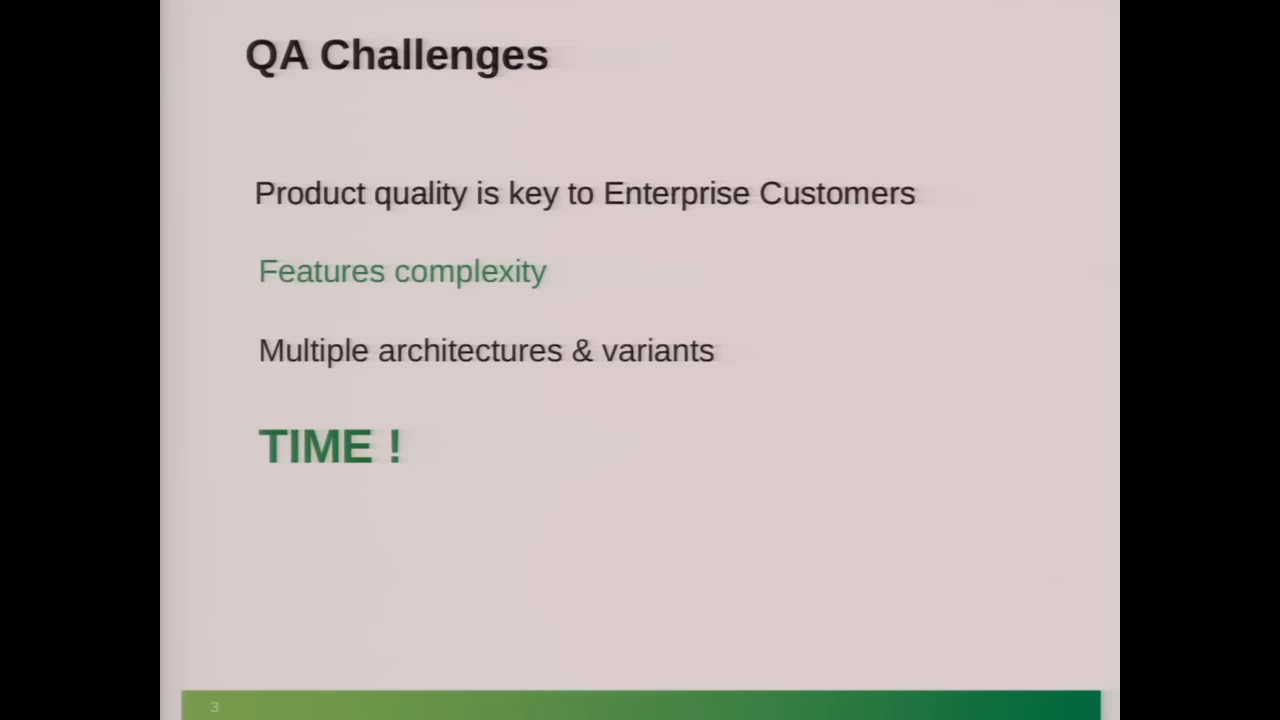 QA Challenges
Product quality is key to Enterprise Customers
Features complexity
Multiple architectures & variants
TIME !
3